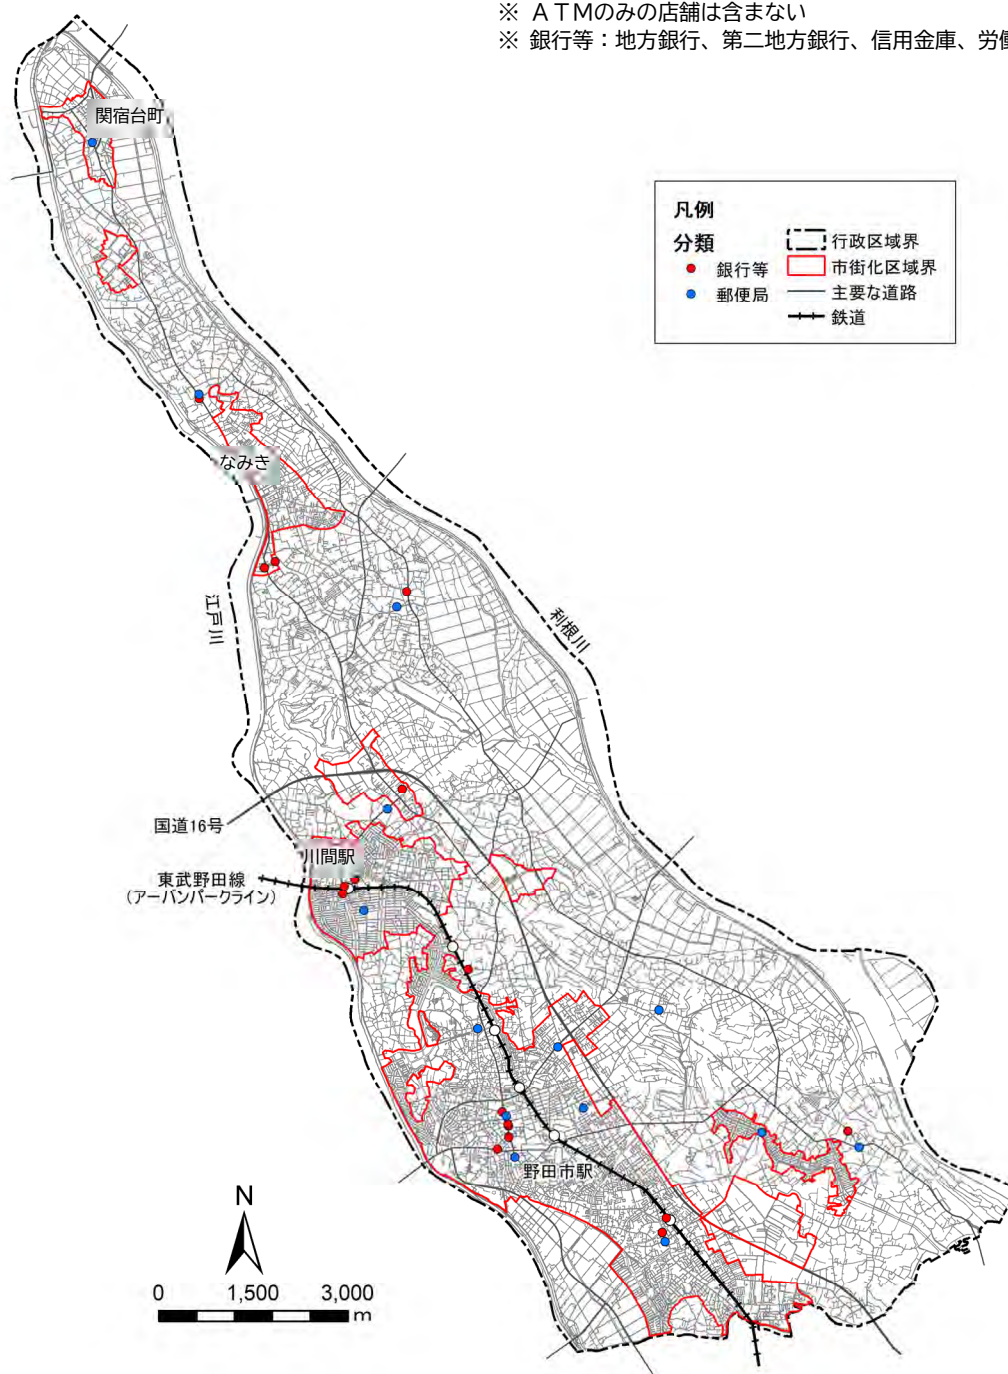 ※ ＡＴＭのみの店舗は含まない
※ 銀行等：地方銀行、第二地方銀行、信用金庫、労働
関宿台町
凡例
分類
銀行等
郵便局
行政区域界
市街化区域界
主要な道路
鉄道
なみき
江戸川
利根川
国道16号
川間駅
東武野田線
（アーバンパークライン）
野田市駅
N
0 1,500 3,000
m